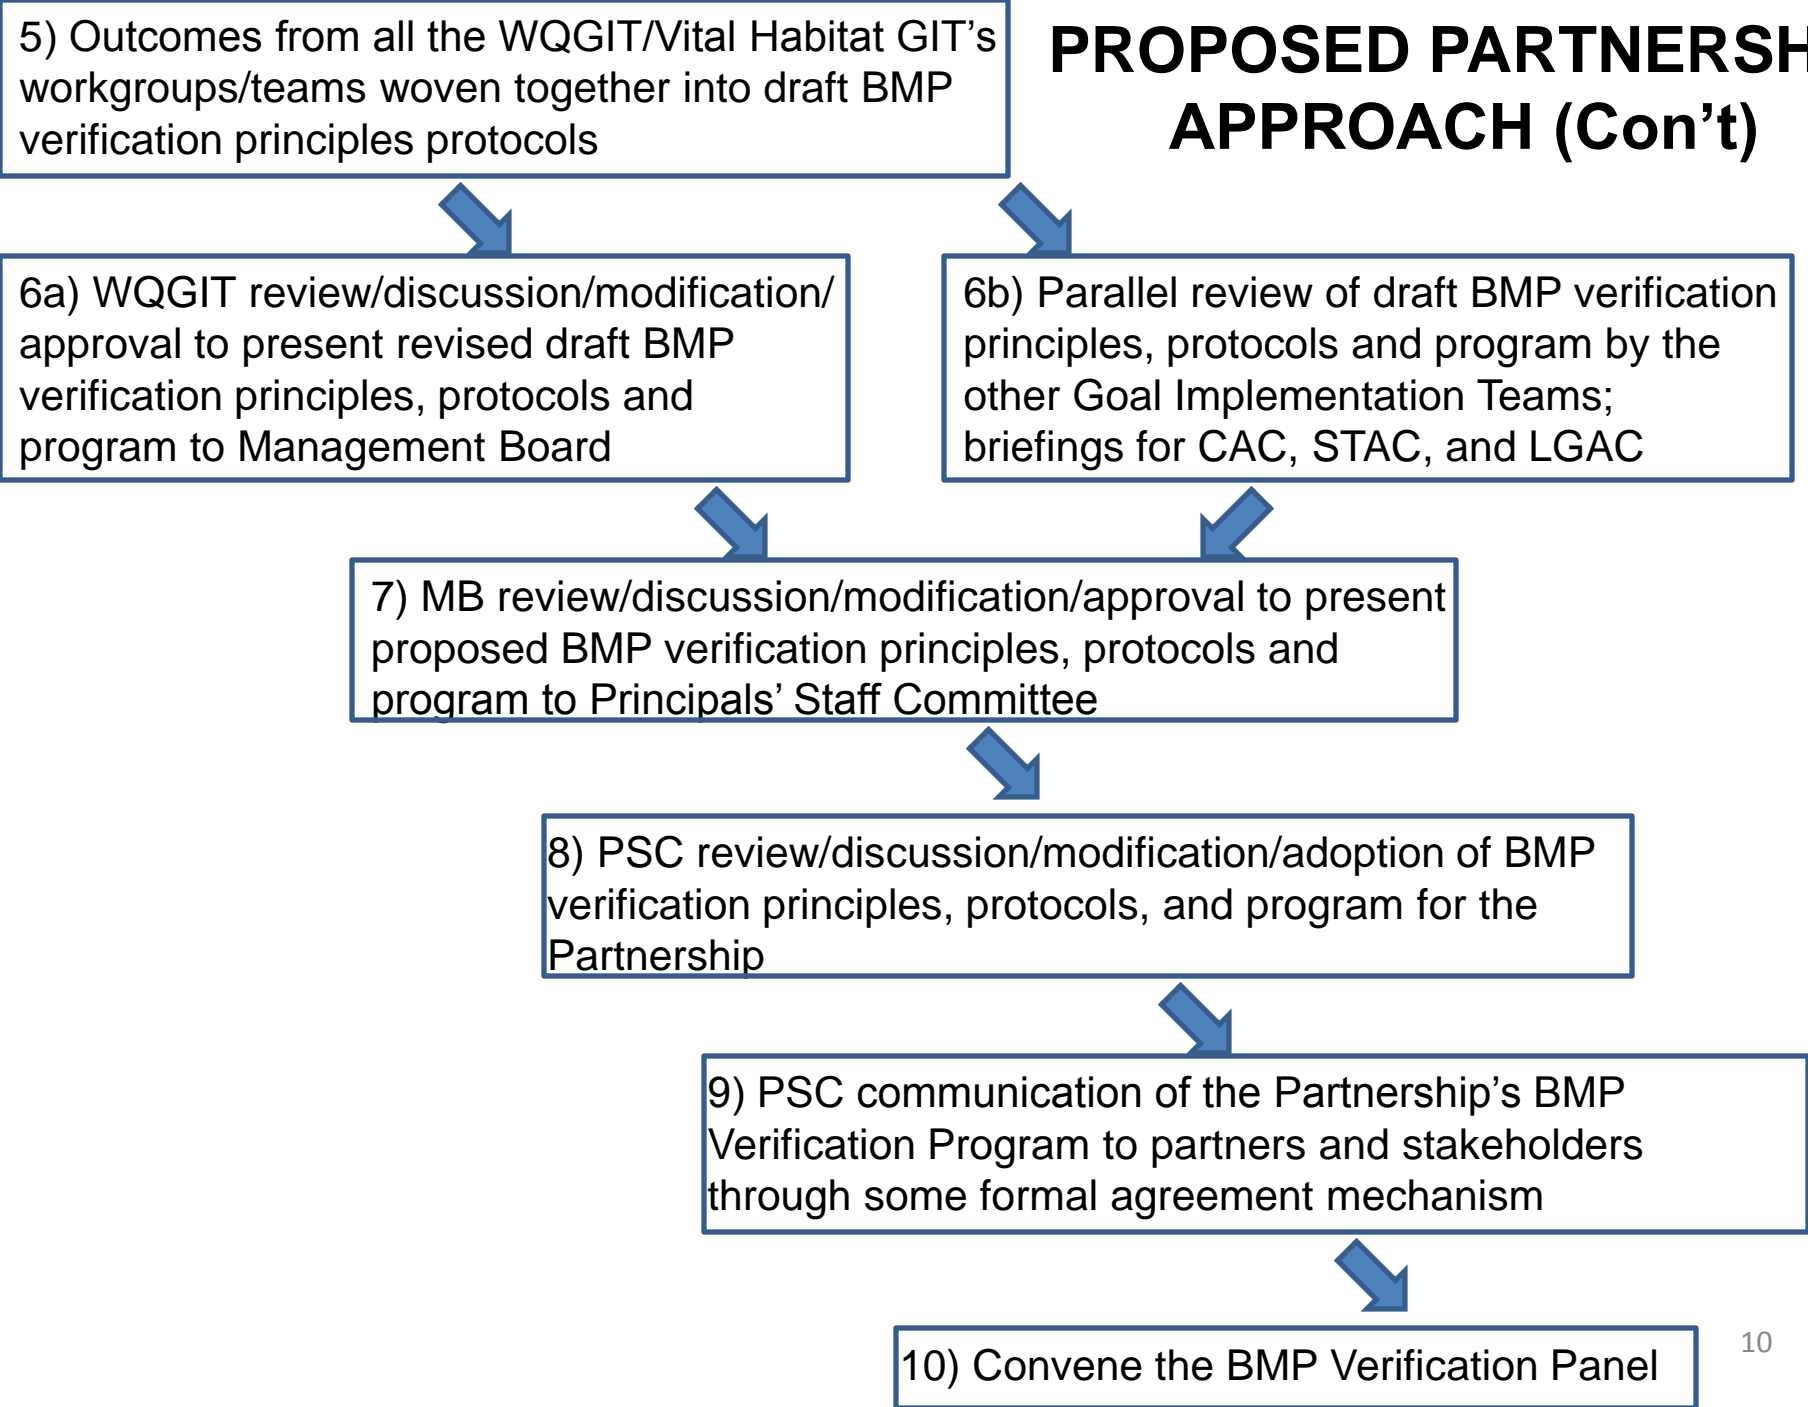 PROPOSED PARTNERSH
APPROACH (Con’t)
5) Outcomes from all the WQGIT/Vital Habitat GIT’s
workgroups/teams woven together into draft BMP
verification principles protocols
6a) WQGIT review/discussion/modification/
approval to present revised draft BMP
verification principles, protocols and
program to Management Board
6b) Parallel review of draft BMP verification
principles, protocols and program by the
other Goal Implementation Teams;
briefings for CAC, STAC, and LGAC
7) MB review/discussion/modification/approval to present
proposed BMP verification principles, protocols and
program to Principals’ Staff Committee
8) PSC review/discussion/modification/adoption of BMP
verification principles, protocols, and program for the
Partnership
9) PSC communication of the Partnership’s BMP
Verification Program to partners and stakeholders
through some formal agreement mechanism
10) Convene the BMP Verification Panel
10